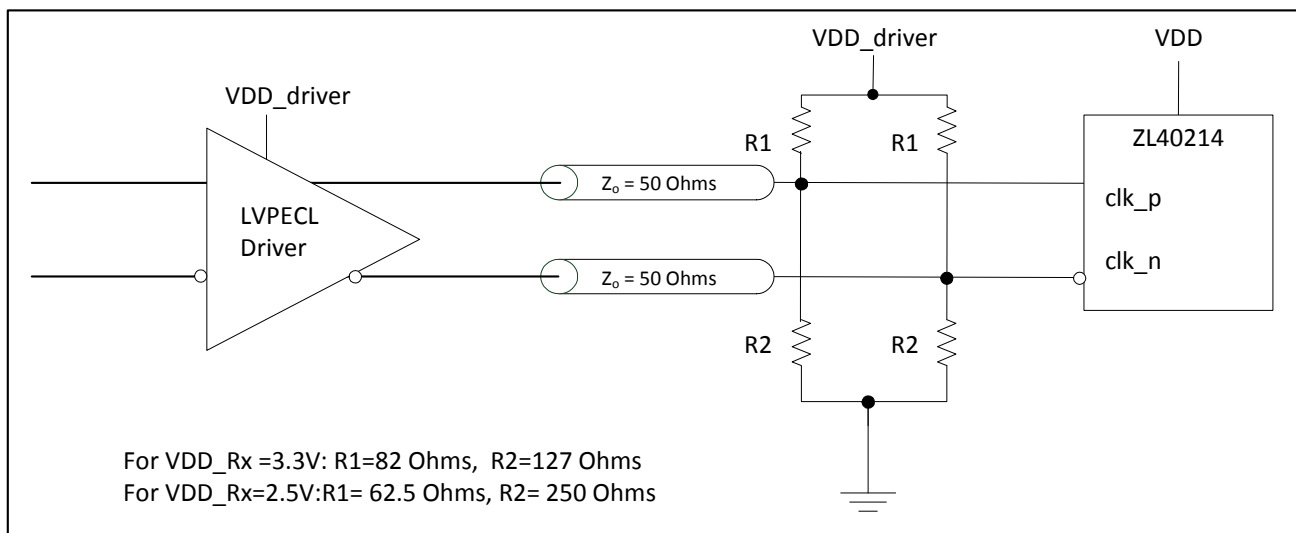 VDD_driver
VDD
VDD_driver
R1
R1
ZL40214
Zo = 50 Ohms
clk_p
LVPECL
Driver
clk_n
Zo = 50 Ohms
R2
R2
For VDD_Rx =3.3V: R1=82 Ohms, R2=127 Ohms
For VDD_Rx=2.5V:R1= 62.5 Ohms, R2= 250 Ohms